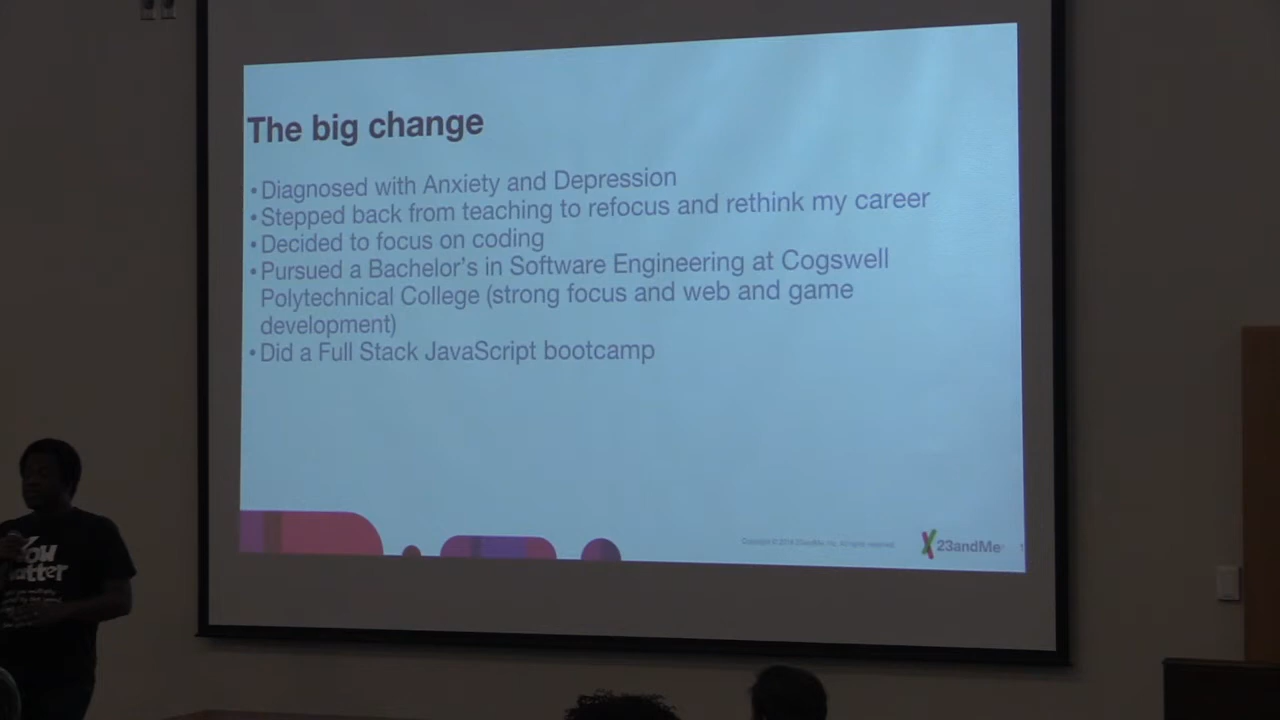 The big change
•Diagnosed with Anxiety and Depression
•Stepped back from teaching to refocus and rethink my career
•Decided to focus on coding
•Pursued a Bachelor's in Software Engineering at Cogswell
Polytechnical College (strong focus and web and game
development)
•Did a Full Stack JavaScript bootcamp
23andMe
You
matter